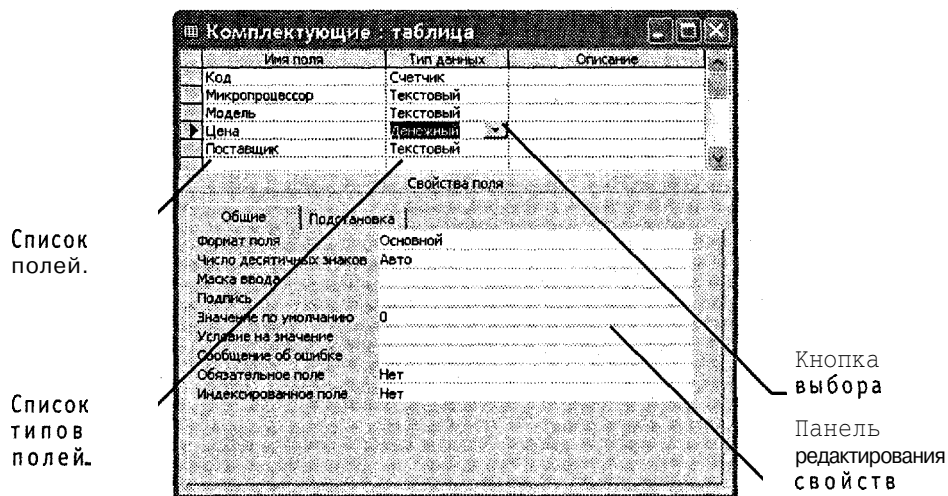 Комплектующие : таблица
Имя поля Тип данных Описание
Код Счетчик
Микропроцессор Текстовый
Модель Текстовый
Цена Денежный
Поставщик Текстовый
Свойства поля
Общие Подстановка
Формат поля Основной
Число десятичных знаков Авто
Маска ввода
Подпись
Значение по умолчанию 0
Условие на значение
Сообщение об ошибке
Обязательное поле Нет
Индексированное поле Нет
Список
полей.
Список
типов
полей.
Кнопка
выбора
Панель
редактирования
свойств